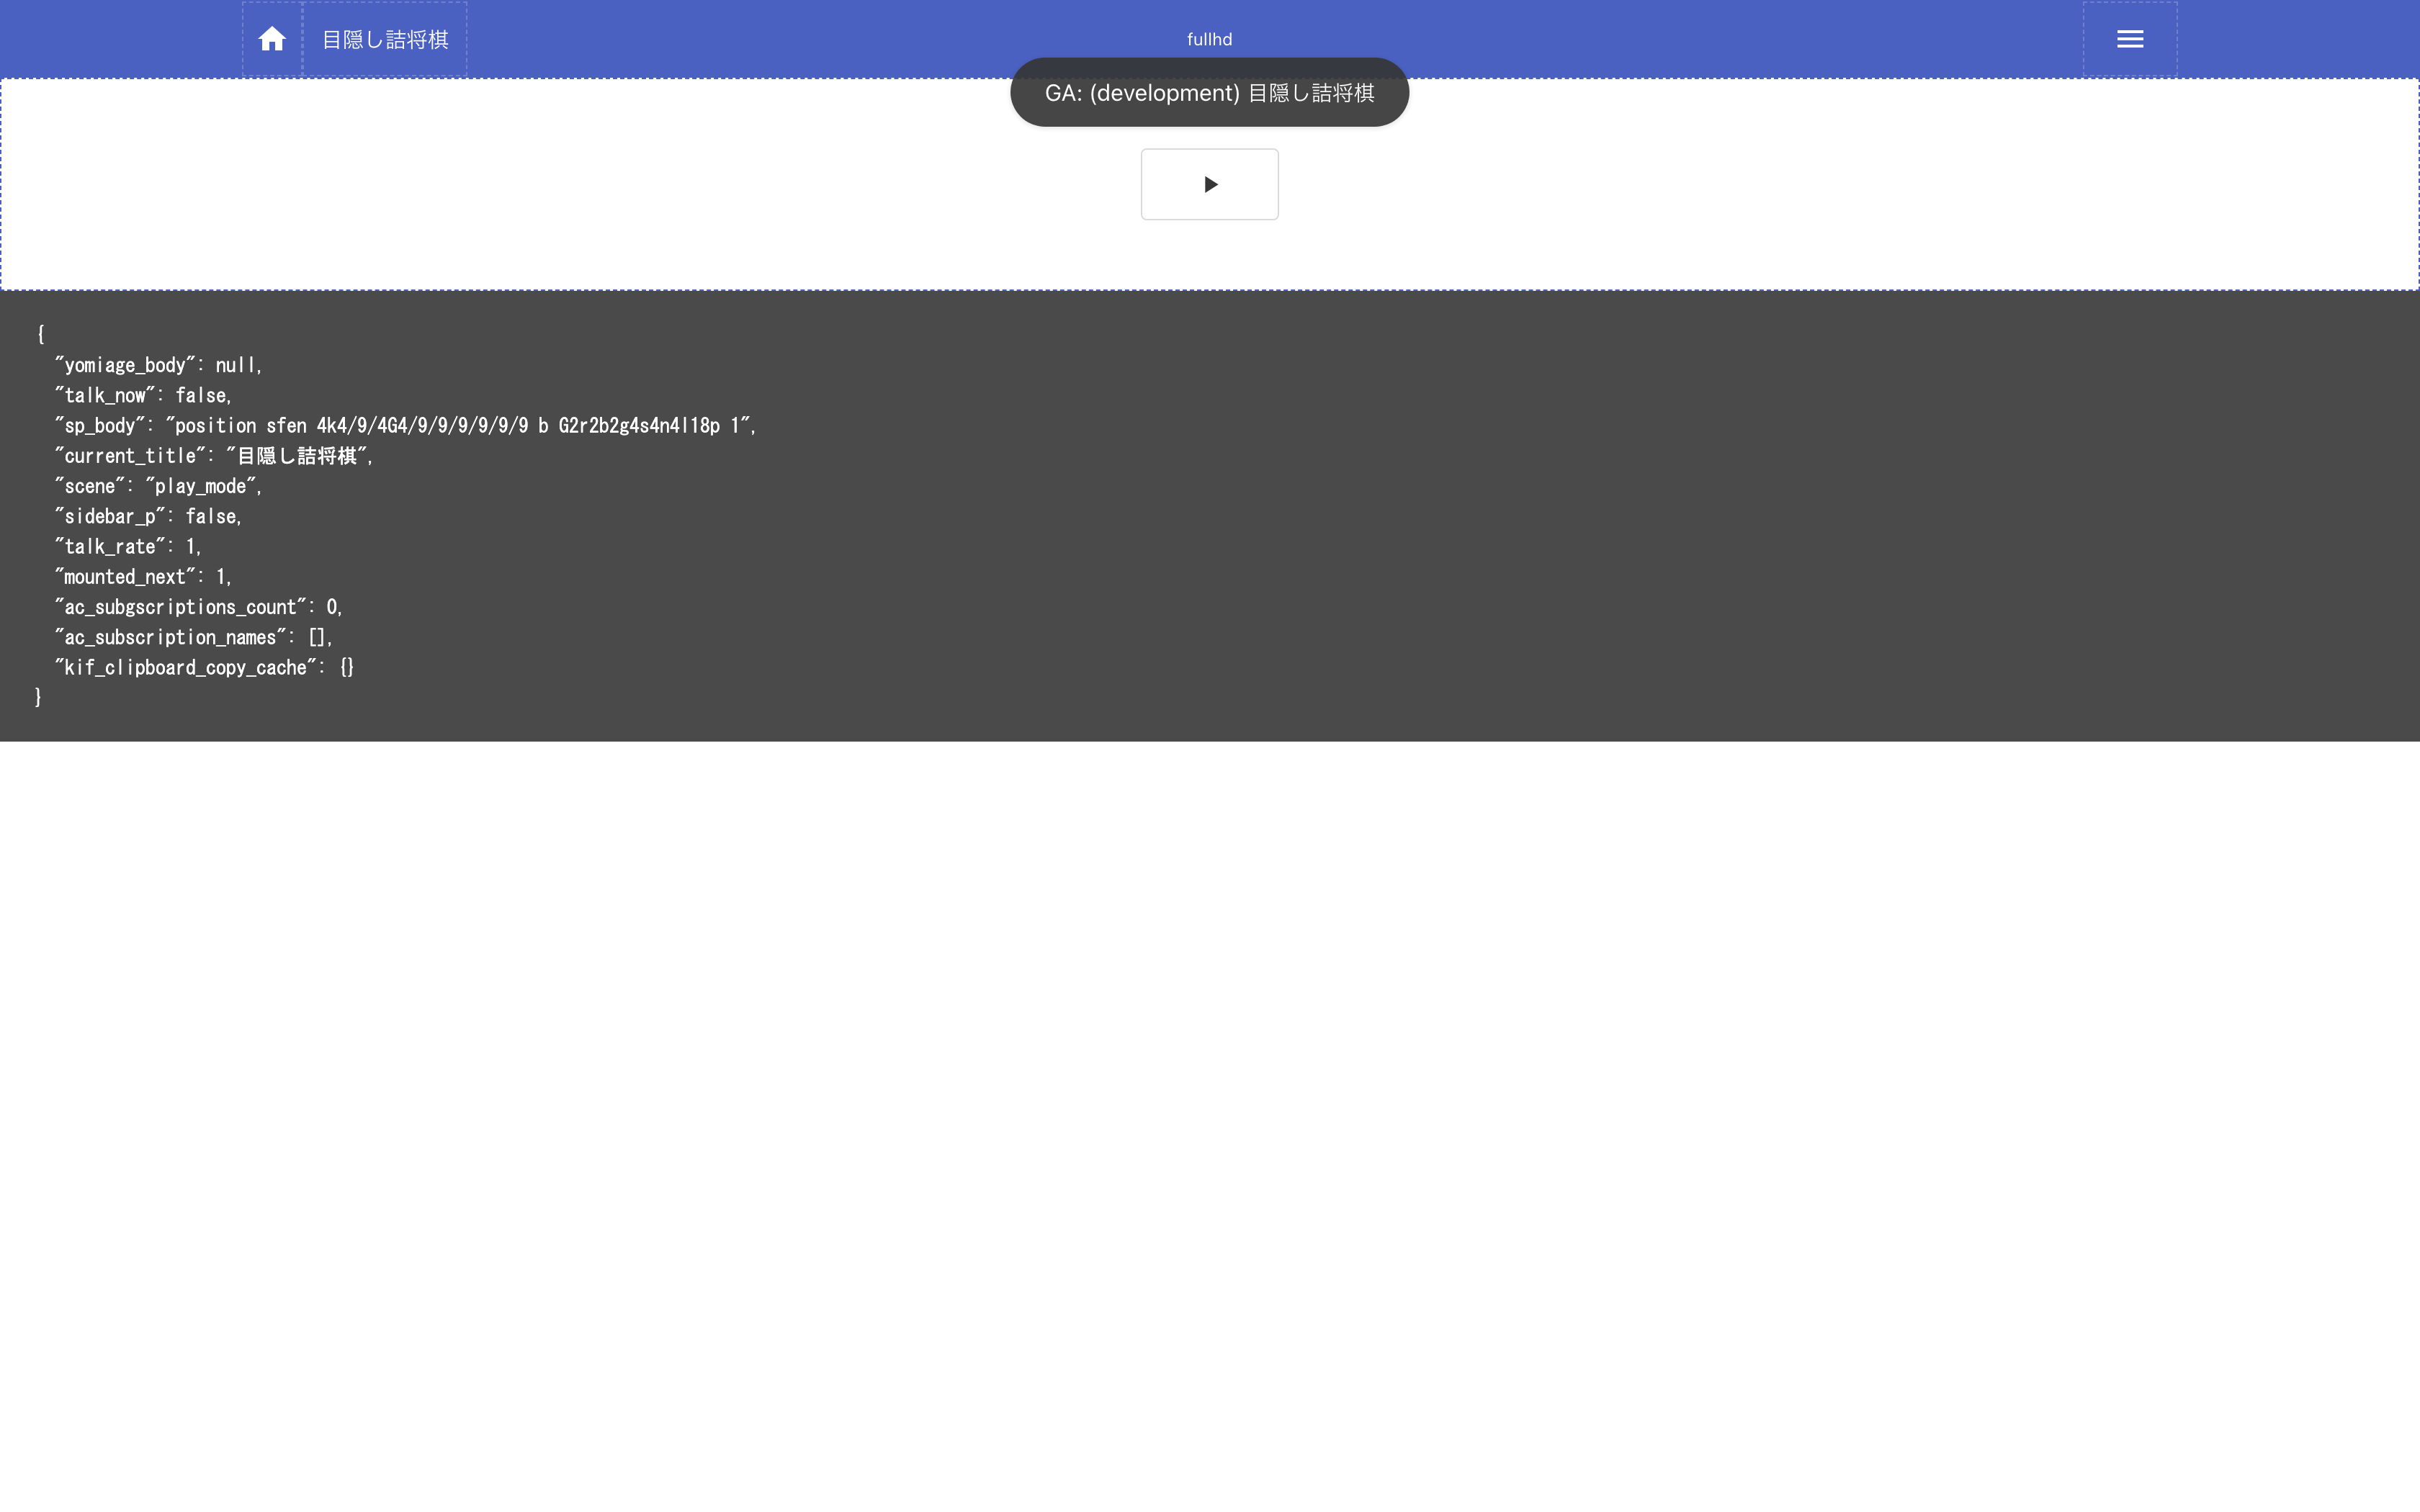 目隠し詰将棋
fullhd
GA: (development) 目隠し詰将棋
{
  "yomiage_body": null,
  "talk_now": false,
  "sp_body": "position sfen 4k4/9/4G4/9/9/9/9/9/9 b G2r2b2g4s4n4l18p 1",
  "current_title": "目隠し詰将棋",
  "scene": "play_mode",
  "sidebar_p": false,
  "talk_rate": 1,
  "mounted_next": 1,
  "ac_subgscriptions_count": 0,
  "ac_subscription_names": [],
  "kif_clipboard_copy_cache": {}
}